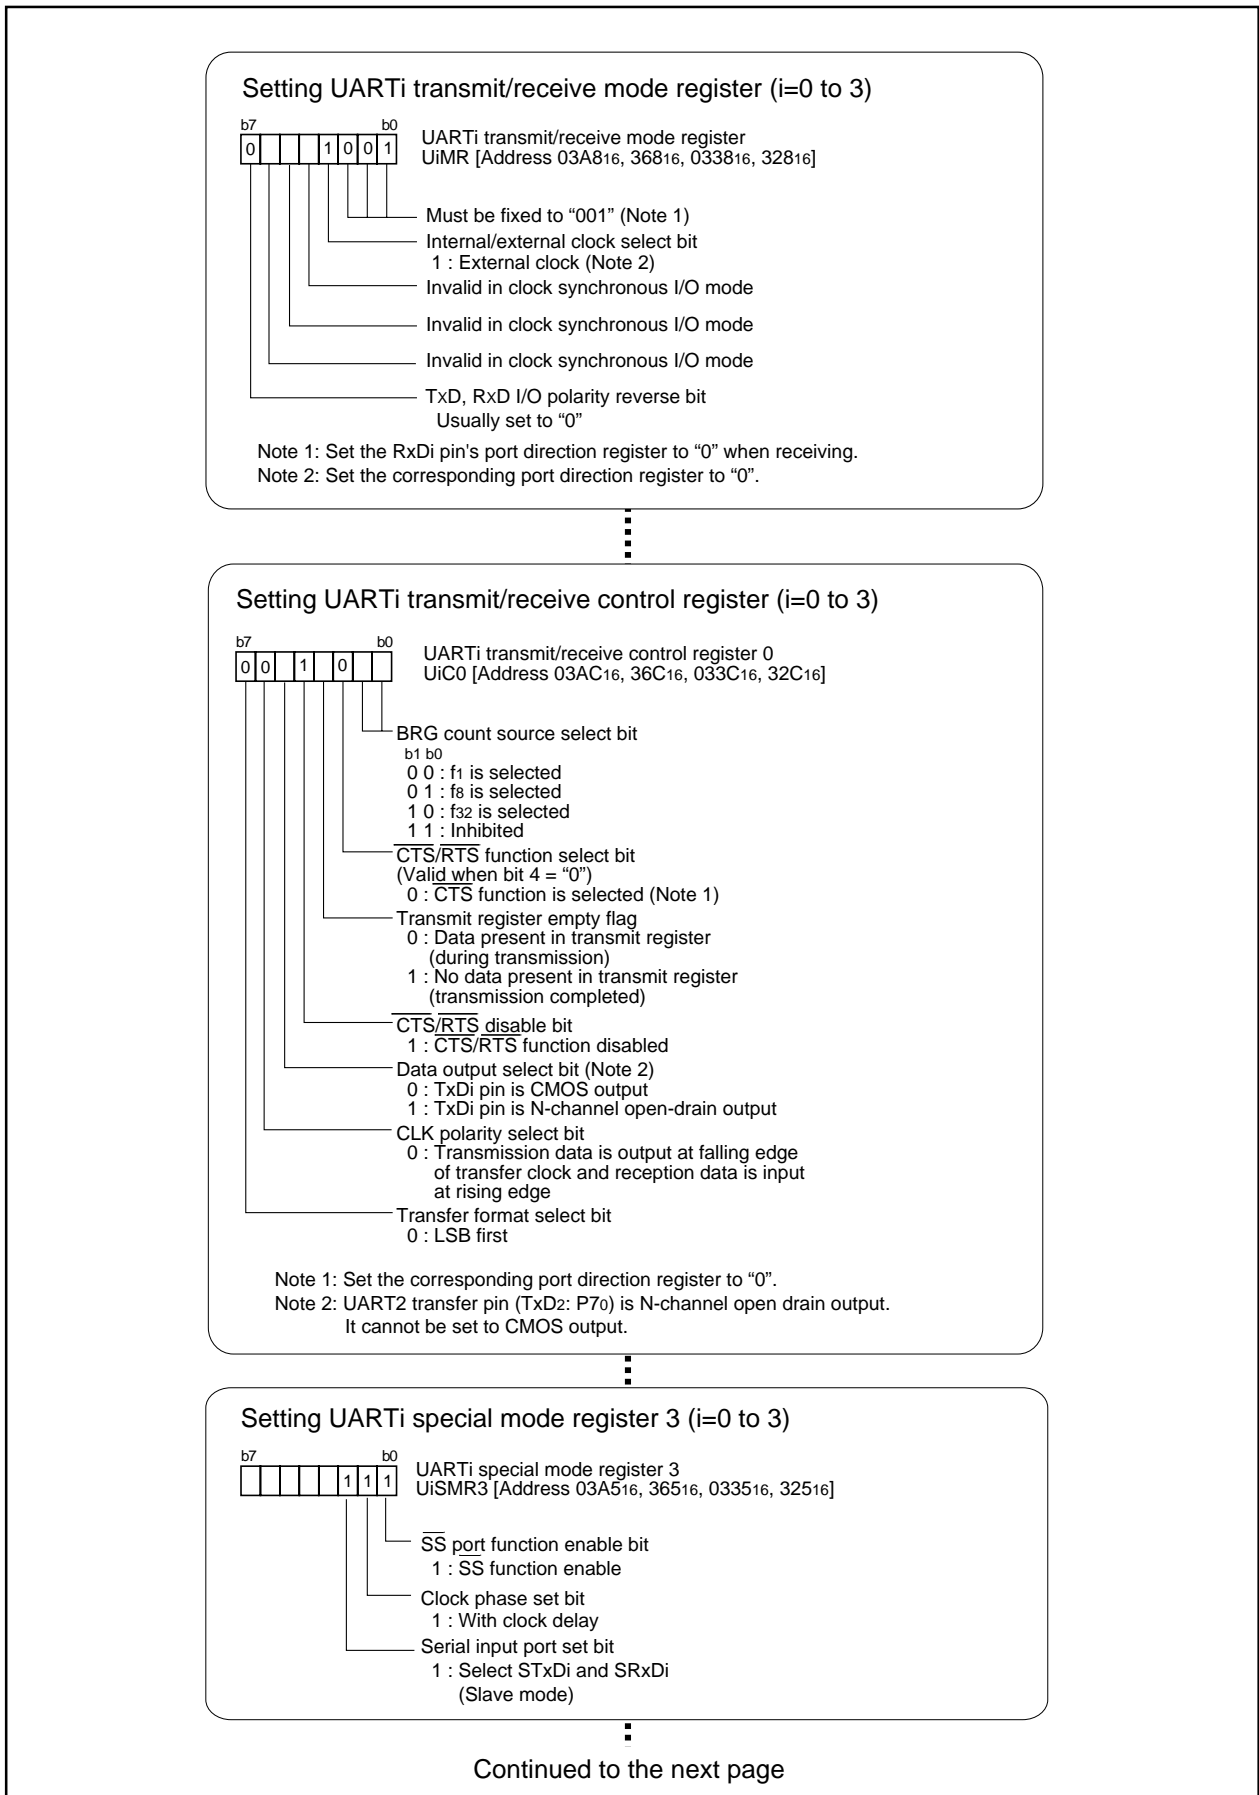 Setting UARTi transmit/receive mode register (i=0 to 3)
b7 b0
0 1 0 0 1
UARTi transmit/receive mode register
UiMR [Address 03A816, 36816, 033816, 32816]
Must be fixed to “001” (Note 1)
Internal/external clock select bit
1 : External clock (Note 2)
Invalid in clock synchronous I/O mode
Invalid in clock synchronous I/O mode
Invalid in clock synchronous I/O mode
TxD, RxD I/O polarity reverse bit
Usually set to “0”
Note 1: Set the RxDi pin's port direction register to “0” when receiving.
Note 2: Set the corresponding port direction register to “0”.
Setting UARTi transmit/receive control register (i=0 to 3)
b7 b0
0 0 1 0
UARTi transmit/receive control register 0
UiC0 [Address 03AC16, 36C16, 033C16, 32C16]
BRG count source select bit
b1 b0
0 0 : f1 is selected
0 1 : f8 is selected
1 0 : f32 is selected
1 1 : Inhibited
CTS/RTS function select bit
(Valid when bit 4 = “0”)
0 : CTS function is selected (Note 1)
Transmit register empty flag
0 : Data present in transmit register
(during transmission)
1 : No data present in transmit register
(transmission completed)
CTS/RTS disable bit
1 : CTS/RTS function disabled
Data output select bit (Note 2)
0 : TxDi pin is CMOS output
1 : TxDi pin is N-channel open-drain output
CLK polarity select bit
0 : Transmission data is output at falling edge
of transfer clock and reception data is input
at rising edge
Transfer format select bit
0 : LSB first
Note 1: Set the corresponding port direction register to “0”.
Note 2: UART2 transfer pin (TxD2: P70) is N-channel open drain output.
It cannot be set to CMOS output.
Setting UARTi special mode register 3 (i=0 to 3)
b7 b0
1 1 1
UARTi special mode register 3
UiSMR3 [Address 03A516, 36516, 033516, 32516]
SS port function enable bit
1 : SS function enable
Clock phase set bit
1 : With clock delay
Serial input port set bit
1 : Select STxDi and SRxDi
(Slave mode)
Continued to the next page